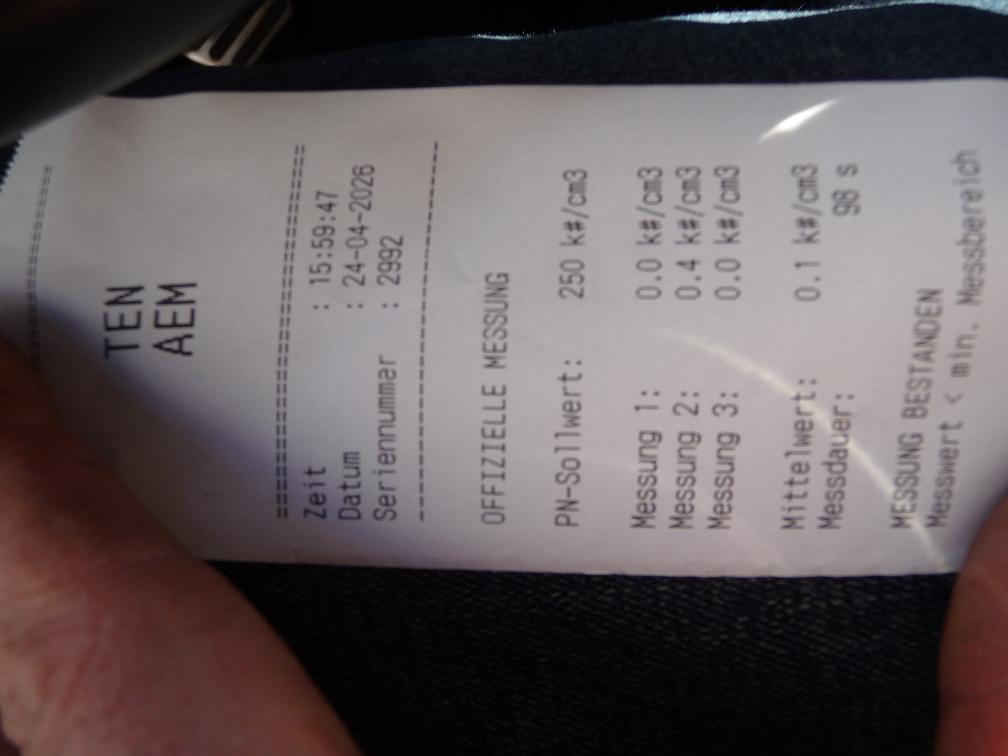 =============================
TEN
AEM
=============================
Zeit : 15:59:47
Datum : 24-04-2026
Seriennummer : 2992
-----------------------------
OFFIZIELLE MESSUNG
PN-Sollwert: 250 k#/cm3
Messung 1: 0.0 k#/cm3
Messung 2: 0.4 k#/cm3
Messung 3: 0.0 k#/cm3
Mittelwert: 0.1 k#/cm3
Messdauer: 98 s
MESSUNG BESTANDEN
Messwert < min. Messbereich